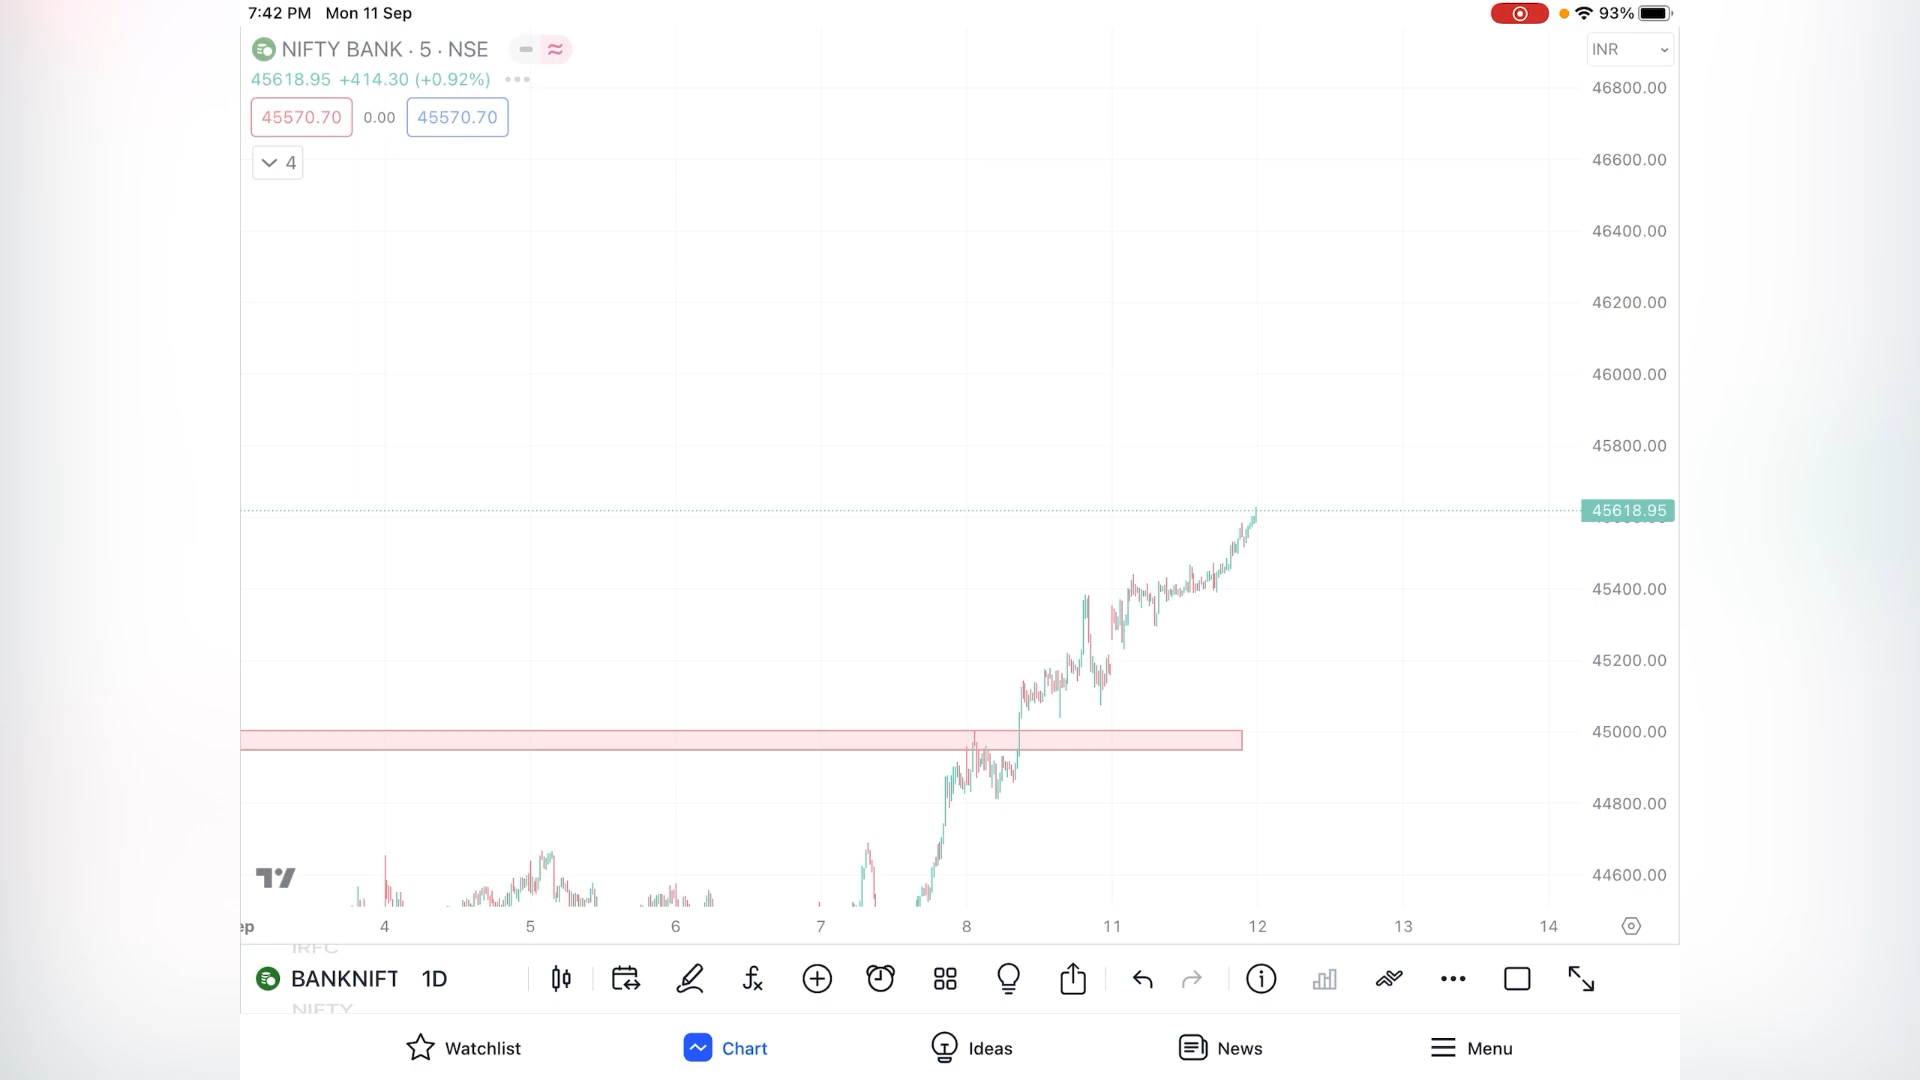 7:42 PM Mon 11 Sep
93%
NIFTY BANK · 5 · NSE
INR
45618.95 +414.30 (+0.92%)
45570.70 0.00 45570.70
4
46800.00
46600.00
46400.00
46200.00
46000.00
45800.00
45618.95
45400.00
45200.00
45000.00
44800.00
44600.00
ep 4 5 6 7 8 11 12 13 14
IRFC
BANKNIFT 1D
NIFTY
Watchlist Chart Ideas News Menu